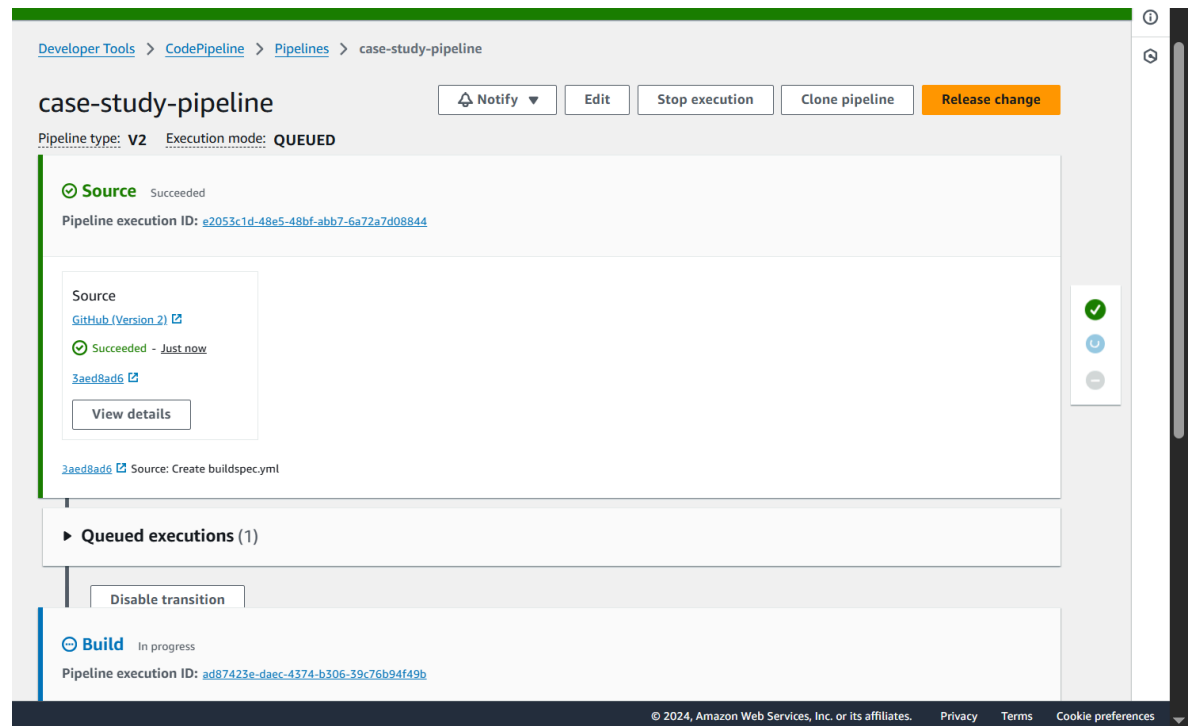 Developer Tools > CodePipeline > Pipelines > case-study-pipeline
case-study-pipeline
Notify ▼ Edit Stop execution Clone pipeline Release change
Pipeline type: V2 Execution mode: QUEUED
Source Succeeded
Pipeline execution ID: e2053c1d-48e5-48bf-abb7-6a72a7d08844
Source
GitHub (Version 2)
Succeeded - Just now
3aed8ad6
View details
3aed8ad6 Source: Create buildspec.yml
Queued executions (1)
Disable transition
Build In progress
Pipeline execution ID: ad87423e-daec-4374-b306-39c76b94f49b
© 2024, Amazon Web Services, Inc. or its affiliates. Privacy Terms Cookie preferences